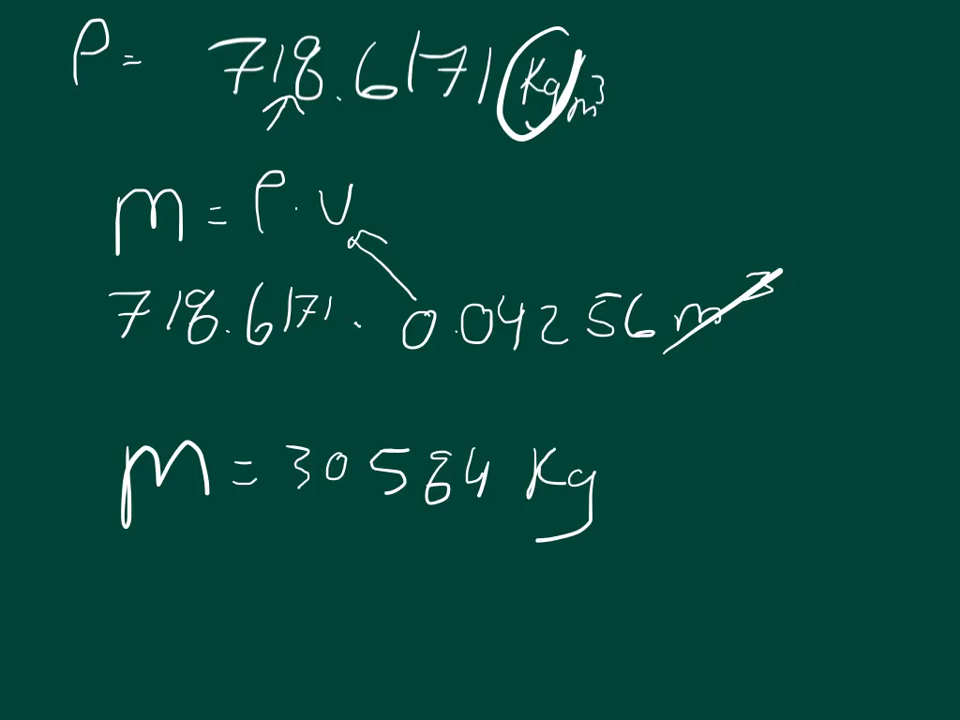 ρ = 718.6171 kg/m³
m = ρ · V
718.6171 · 0.04256 m³
m = 30584 kg